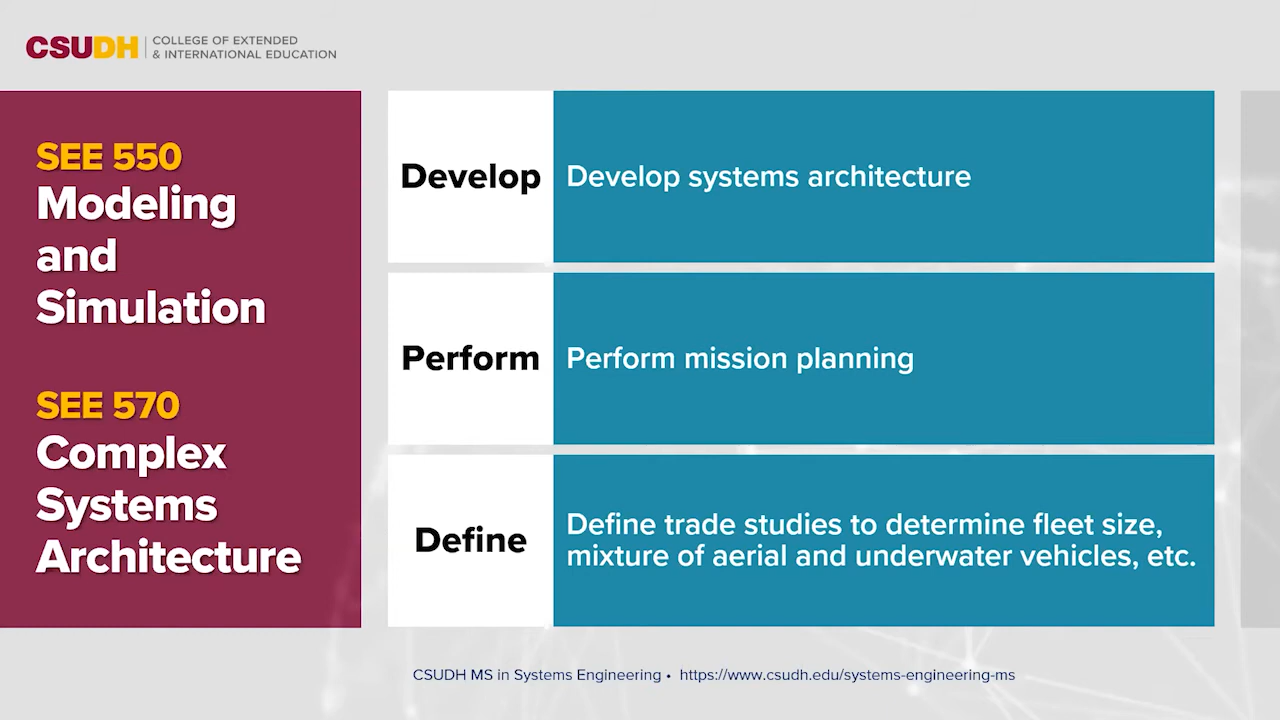 CSUDH
COLLEGE OF EXTENDED
& INTERNATIONAL EDUCATION
SEE 550
Modeling
and
Simulation
SEE 570
Complex
Systems
Architecture
Develop
Develop systems architecture
Perform
Perform mission planning
Define
Define trade studies to determine fleet size,
mixture of aerial and underwater vehicles, etc.
CSUDH MS in Systems Engineering • https://www.csudh.edu/systems-engineering-ms